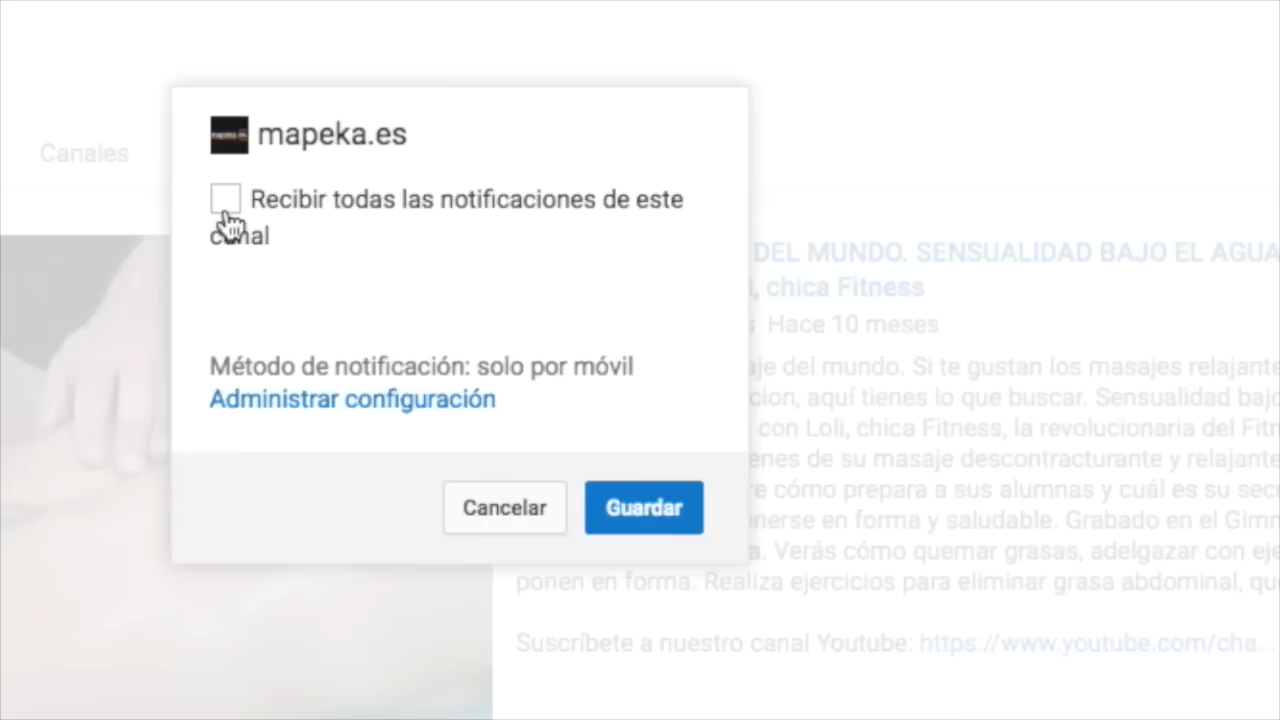 mapeka.es
Canales
Recibir todas las notificaciones de este
canal
DEL MUNDO. SENSUALIDAD BAJO EL AGUA
, chica Fitness
Hace 10 meses
Método de notificación: solo por móvil
Administrar configuración
je del mundo. Si te gustan los masajes relajante
cion, aquí tienes lo que buscar. Sensualidad bajo
con Loli, chica Fitness, la revolucionaria del Fitn
enes de su masaje descontracturante y relajante
e cómo prepara a sus alumnas y cuál es su sec
enerse en forma y saludable. Grabado en el Gimn
a. Verás cómo quemar grasas, adelgazar con eje
ponen en forma. Realiza ejercicios para eliminar grasa abdominal, qu
Cancelar
Guardar
Suscríbete a nuestro canal Youtube: https://www.youtube.com/cha...